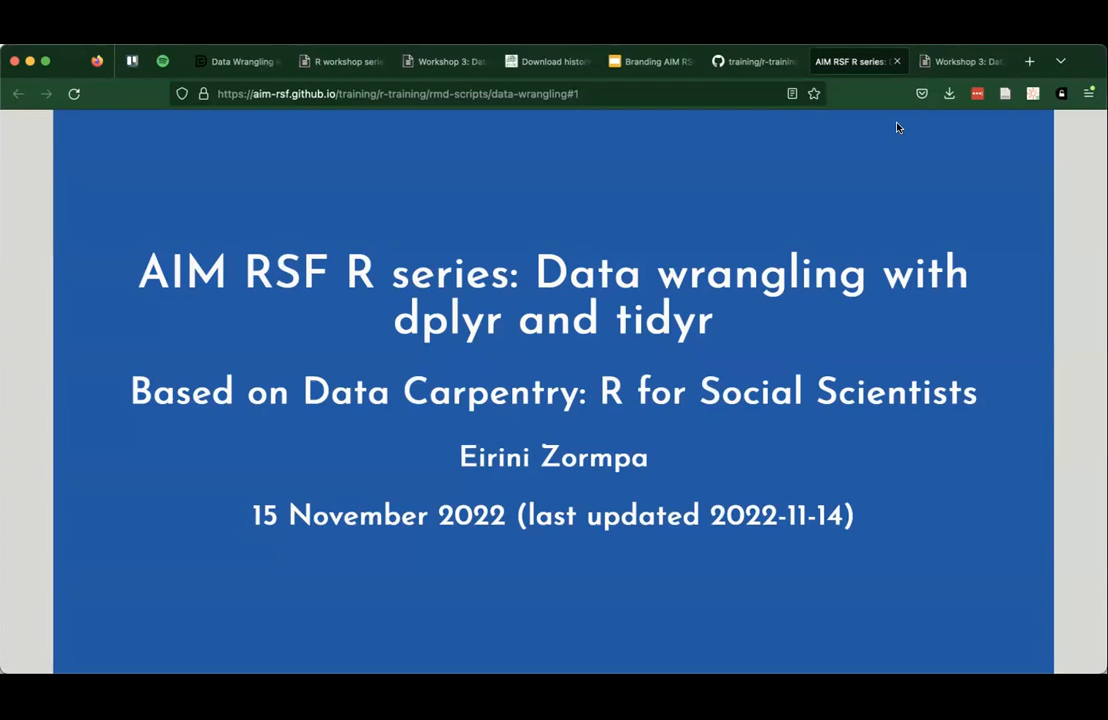 Data Wrangling
R workshop serie
Workshop 3: Dat
Download histor
Branding AIM RS
training/r-training
AIM RSF R series:
Workshop 3: Dat
https://aim-rsf.github.io/training/r-training/rmd-scripts/data-wrangling#1
AIM RSF R series: Data wrangling with
dplyr and tidyr
Based on Data Carpentry: R for Social Scientists
Eirini Zormpa
15 November 2022 (last updated 2022-11-14)